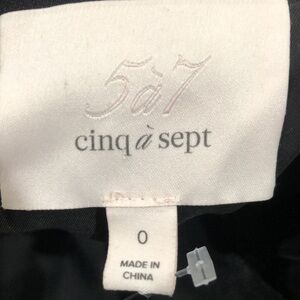 5à7
cinq à sept
0
MADE IN
CHINA